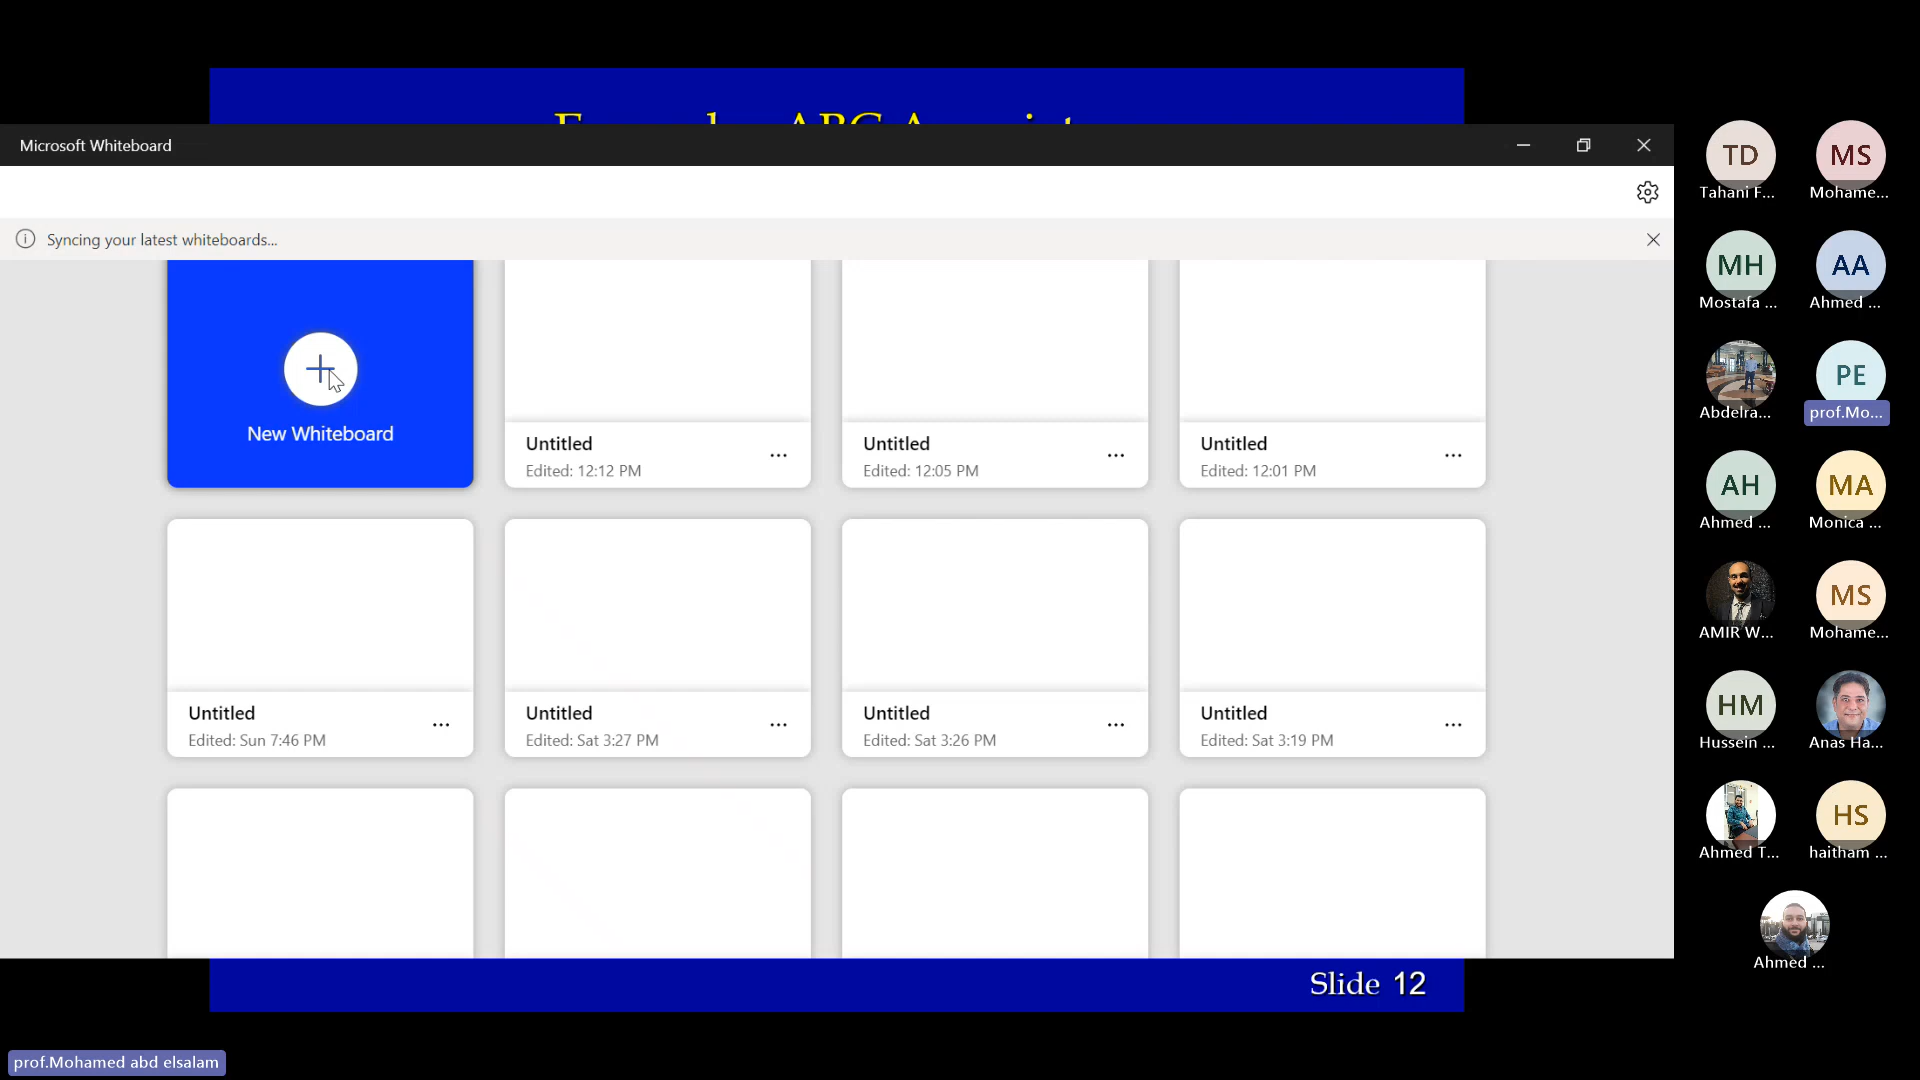 Microsoft Whiteboard
Syncing your latest whiteboards...
New Whiteboard
Untitled
Edited: 12:12 PM
Untitled
Edited: 12:05 PM
Untitled
Edited: 12:01 PM
Untitled
Edited: Sun 7:46 PM
Untitled
Edited: Sat 3:27 PM
Untitled
Edited: Sat 3:26 PM
Untitled
Edited: Sat 3:19 PM
Slide 12
prof.Mohamed abd elsalam
TD
Tahani F...
MS
Mohame...
MH
Mostafa ...
AA
Ahmed ...
Abdelra...
PE
prof.Mo...
AH
Ahmed ...
MA
Monica ...
AMIR W...
MS
Mohame...
HM
Hussein ...
Anas Ha...
Ahmed T...
HS
haitham ...
Ahmed ...